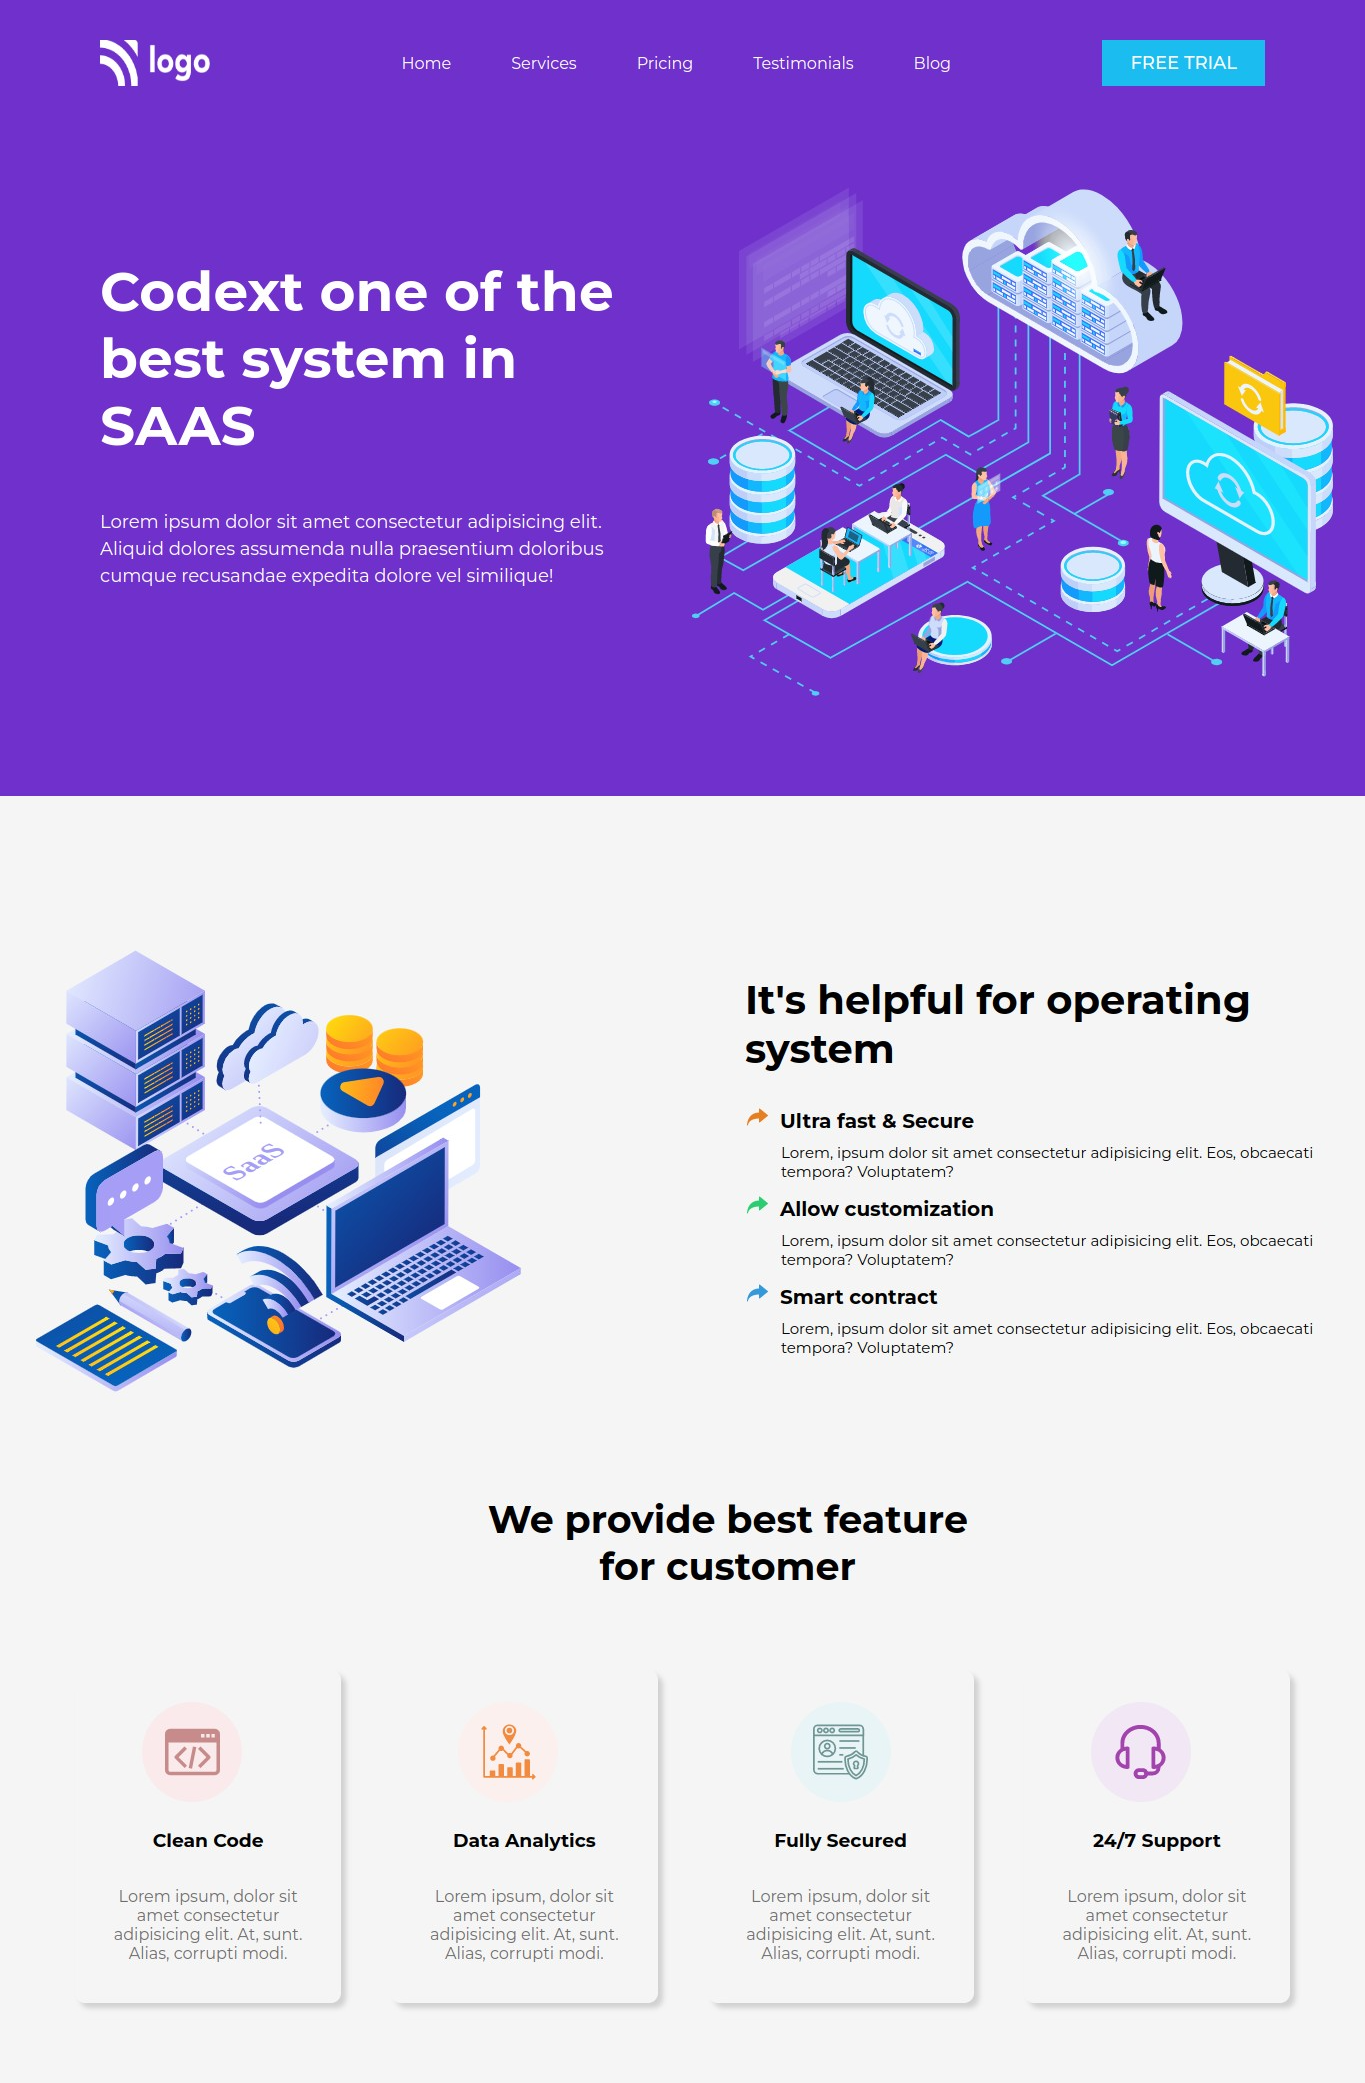 logo
Home
Services
Pricing
Testimonials
Blog
FREE TRIAL
Codext one of the
best system in
SAAS
Lorem ipsum dolor sit amet consectetur adipisicing elit.
Aliquid dolores assumenda nulla praesentium doloribus
cumque recusandae expedita dolore vel similique!
SaaS
It's helpful for operating
system
Ultra fast & Secure
Lorem, ipsum dolor sit amet consectetur adipisicing elit. Eos, obcaecati
tempora? Voluptatem?
Allow customization
Lorem, ipsum dolor sit amet consectetur adipisicing elit. Eos, obcaecati
tempora? Voluptatem?
Smart contract
Lorem, ipsum dolor sit amet consectetur adipisicing elit. Eos, obcaecati
tempora? Voluptatem?
We provide best feature
for customer
Clean Code
Lorem ipsum, dolor sit
amet consectetur
adipisicing elit. At, sunt.
Alias, corrupti modi.
Data Analytics
Lorem ipsum, dolor sit
amet consectetur
adipisicing elit. At, sunt.
Alias, corrupti modi.
Fully Secured
Lorem ipsum, dolor sit
amet consectetur
adipisicing elit. At, sunt.
Alias, corrupti modi.
24/7 Support
Lorem ipsum, dolor sit
amet consectetur
adipisicing elit. At, sunt.
Alias, corrupti modi.